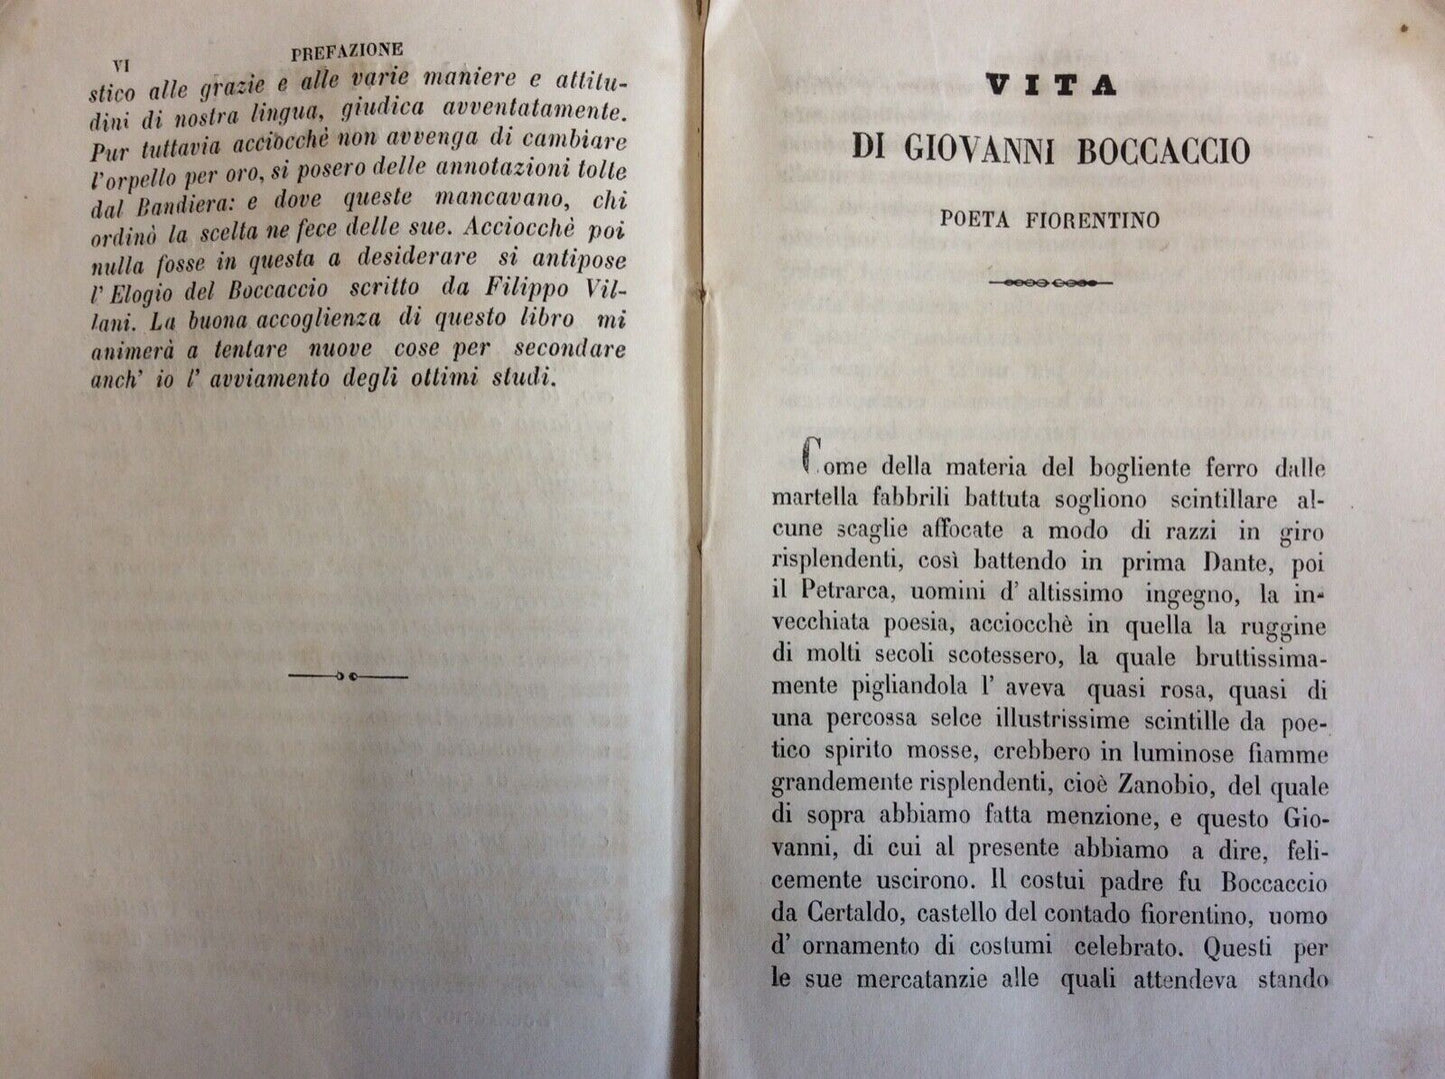 VI
PREFAZIONE
stico alle grazie e alle varie maniere e attitu-
dini di nostra lingua, giudica avventatamente.
Pur tuttavia acciocchè non avvenga di cambiare
l'orpello per oro, si posero delle annotazioni tolte
dal Bandiera: e dove queste mancavano, chi
ordinò la scelta ne fece delle sue. Acciocchè poi
nulla fosse in questa a desiderare si antipose
l' Elogio del Boccaccio scritto da Filippo Vil-
lani. La buona accoglienza di questo libro mi
animerà a tentare nuove cose per secondare
anch' io l' avviamento degli ottimi studi.
VITA
DI GIOVANNI BOCCACCIO
POETA FIORENTINO
Come della materia del bogliente ferro dalle
martella fabbrili battuta sogliono scintillare al-
cune scaglie affocate a modo di razzi in giro
risplendenti, così battendo in prima Dante, poi
il Petrarca, uomini d' altissimo ingegno, la in-
vecchiata poesia, acciocchè in quella la ruggine
di molti secoli scotessero, la quale bruttissima-
mente pigliandola l' aveva quasi rosa, quasi di
una percossa selce illustrissime scintille da poe-
tico spirito mosse, crebbero in luminose fiamme
grandemente risplendenti, cioè Zanobio, del quale
di sopra abbiamo fatta menzione, e questo Gio-
vanni, di cui al presente abbiamo a dire, feli-
cemente uscirono. Il costui padre fu Boccaccio
da Certaldo, castello del contado fiorentino, uomo
d' ornamento di costumi celebrato. Questi per
le sue mercatanzie alle quali attendeva stando